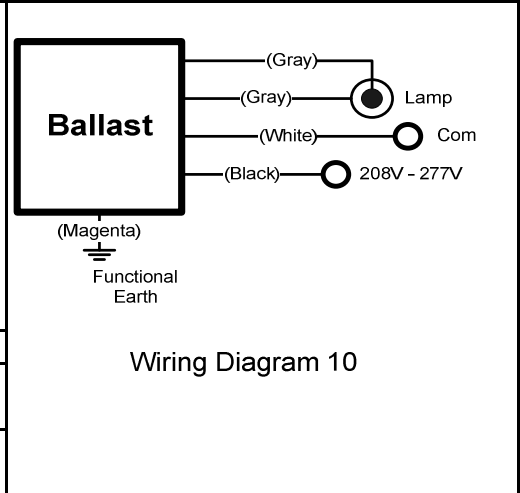 (Gray)
(Gray) Lamp
Ballast
(White) Com
(Black) 208V - 277V
(Magenta)
Functional
Earth
Wiring Diagram 10